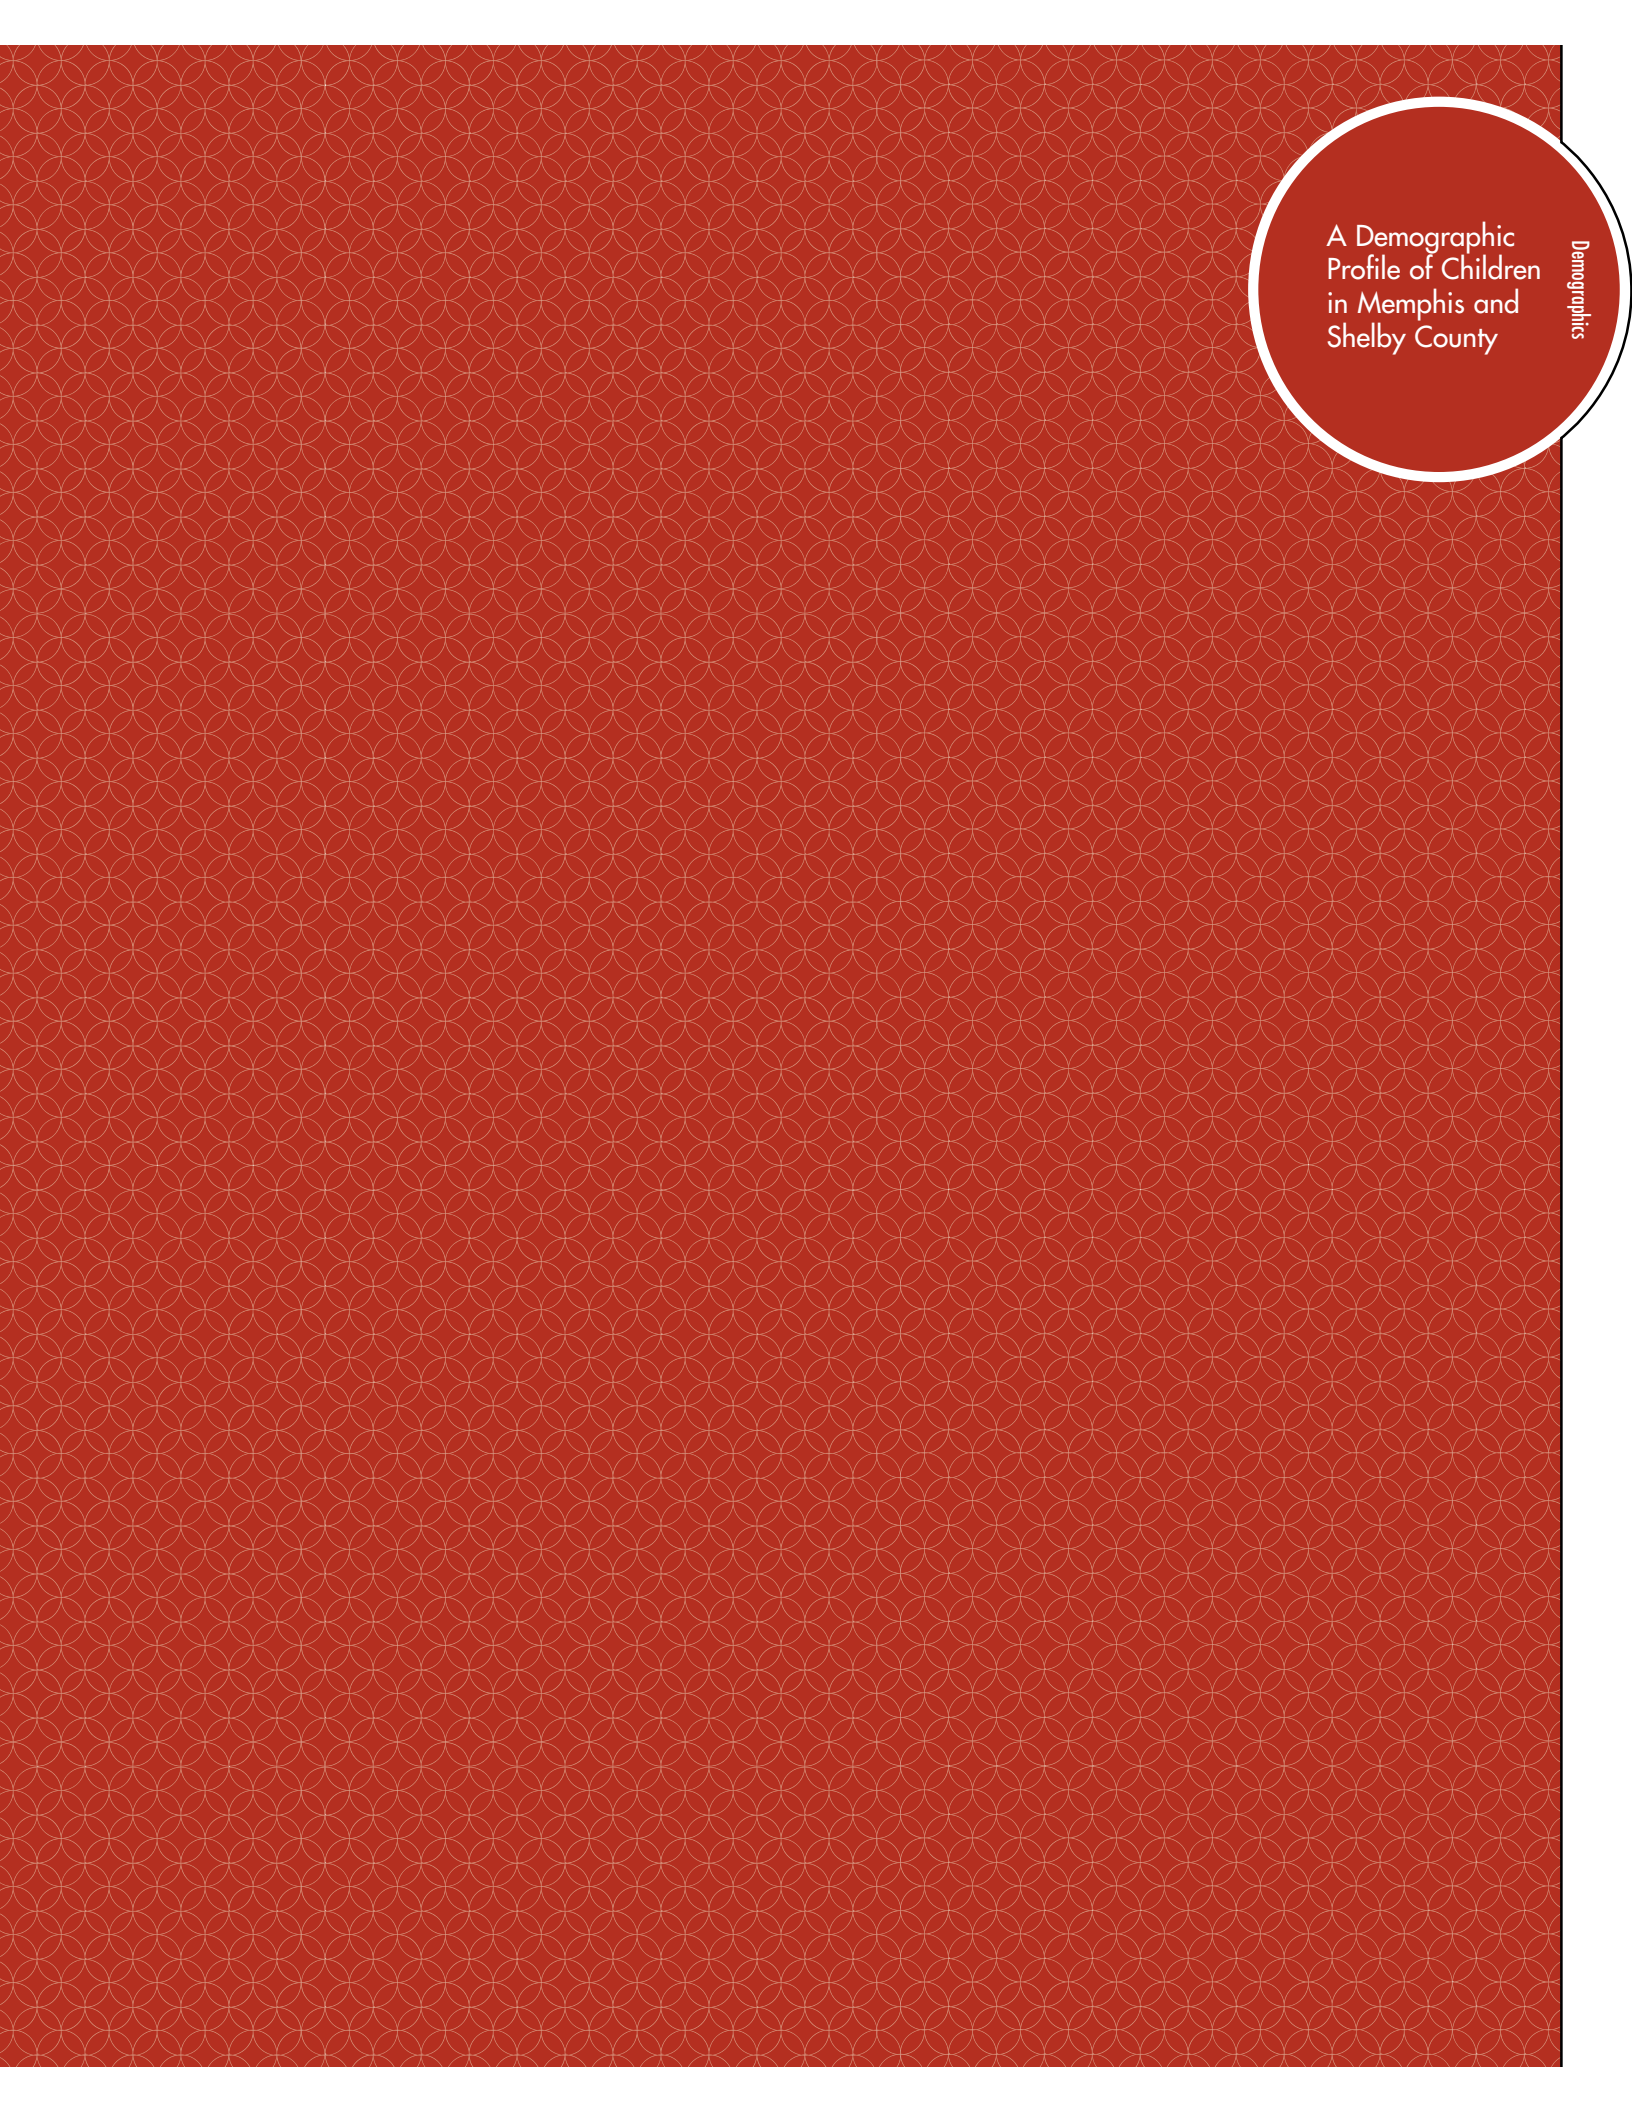 A Demographic
Profile of Children
in Memphis and
Shelby County
Demographics